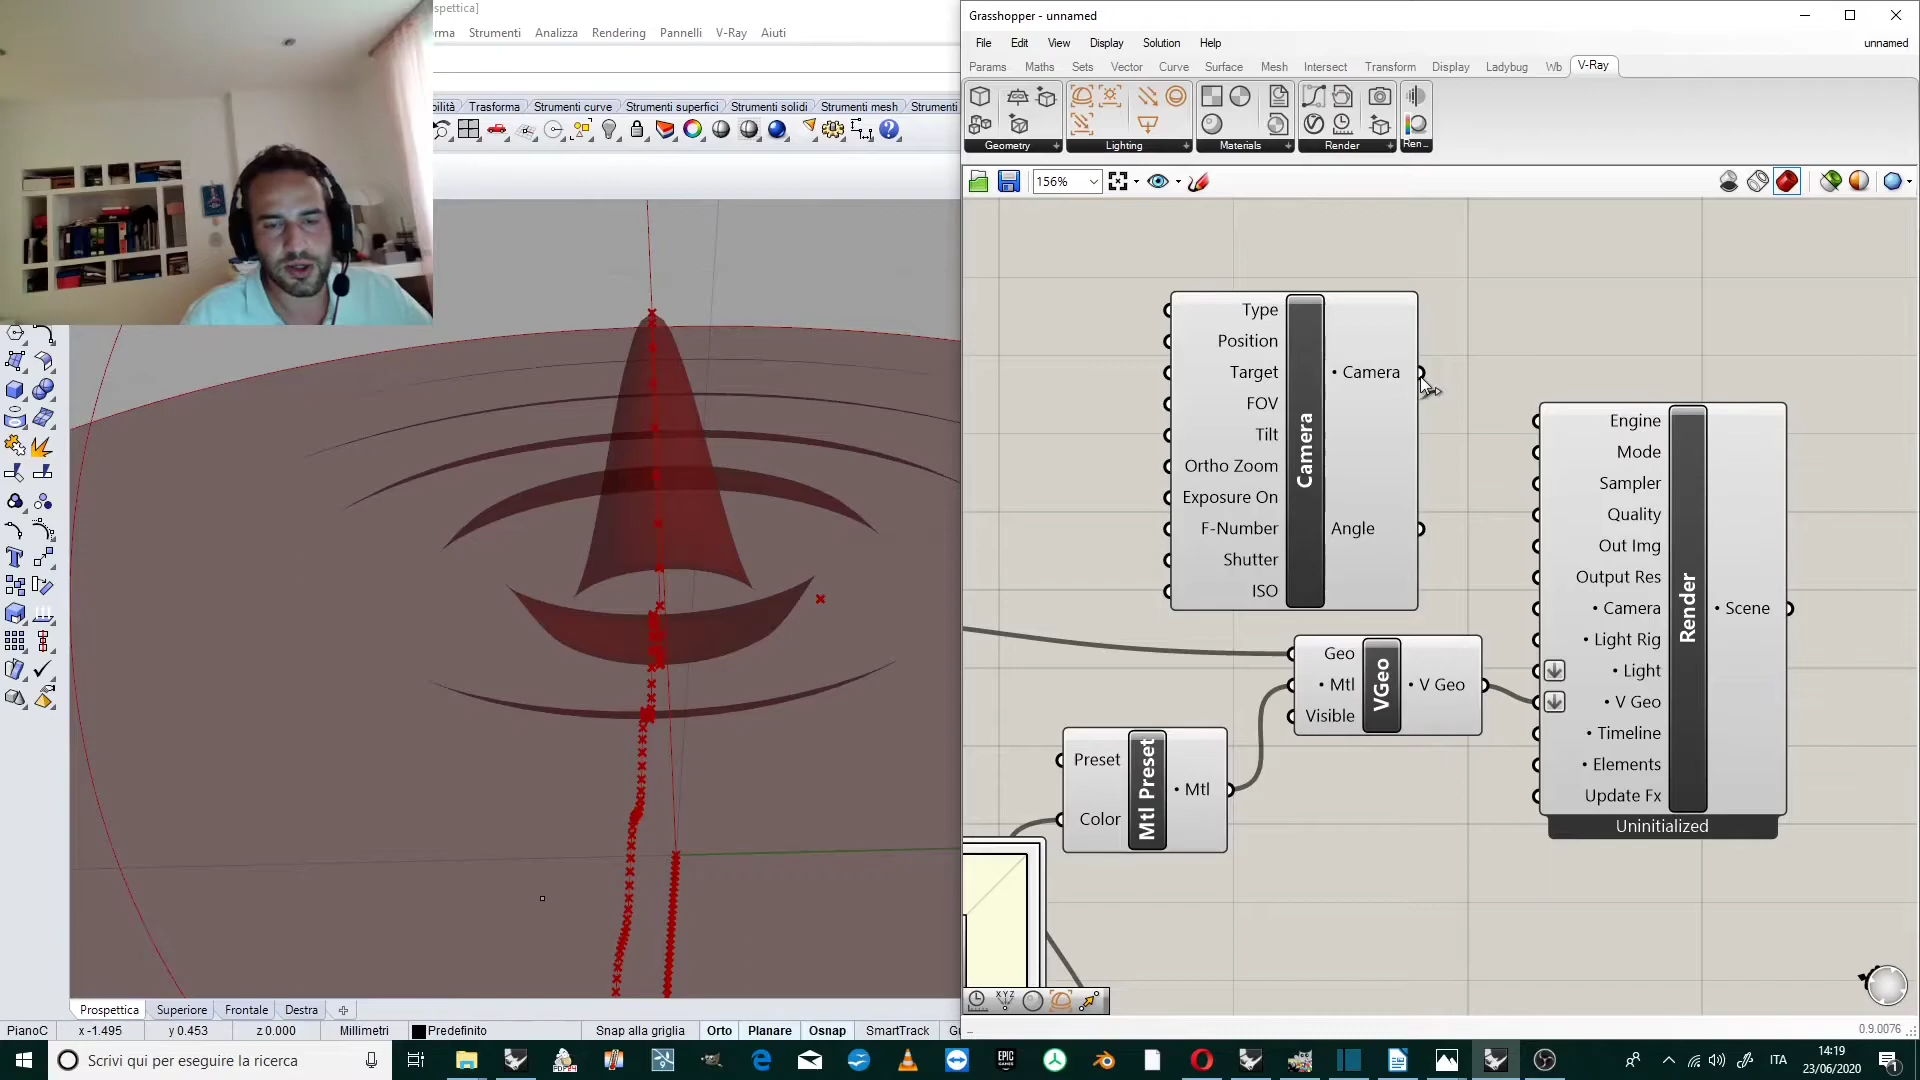 spettica]
rma Strumenti Analizza Rendering Pannelli V-Ray Aiuti
bilità Trasforma Strumenti curve Strumenti superfici Strumenti solidi Strumenti mesh Strumenti
Prospettica Superiore Frontale Destra
PianoC x -1.495 y 0.453 z 0.000 Millimetri Predefinito Snap alla griglia Orto Planare Osnap SmartTrack
Grasshopper - unnamed
File Edit View Display Solution Help unnamed
Params Maths Sets Vector Curve Surface Mesh Intersect Transform Display Ladybug Wb V-Ray
Geometry Lighting Materials Render Ren...
156%
Type
Position
Target
FOV
Tilt
Ortho Zoom
Exposure On
F-Number
Shutter
ISO
Camera
• Camera
Angle
Geo
• Mtl
Visible
VGeo
• V Geo
Preset
Color
Mtl Preset
• Mtl
Engine
Mode
Sampler
Quality
Out Img
Output Res
• Camera
• Light Rig
• Light
• V Geo
• Timeline
• Elements
Update Fx
Render
• Scene
Uninitialized
0.9.0076
Scrivi qui per eseguire la ricerca
ITA
14:19
23/06/2020
1